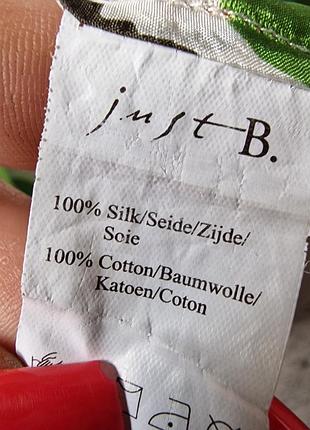 just B.
100% Silk/Seide/Zijde/
Soie
100% Cotton/Baumwolle/
Katoen/Coton